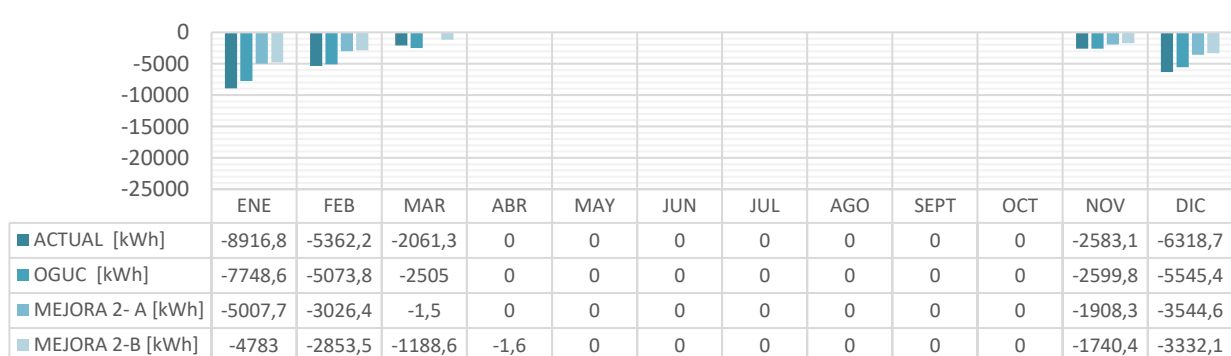 0
-5000
-10000
-15000
-20000
-25000
ENE FEB MAR ABR MAY JUN JUL AGO SEPT OCT NOV DIC
ACTUAL [kWh] -8916,8 -5362,2 -2061,3 0 0 0 0 0 0 0 -2583,1 -6318,7
OGUC [kWh] -7748,6 -5073,8 -2505 0 0 0 0 0 0 0 -2599,8 -5545,4
MEJORA 2- A [kWh] -5007,7 -3026,4 -1,5 0 0 0 0 0 0 0 -1908,3 -3544,6
MEJORA 2-B [kWh] -4783 -2853,5 -1188,6 -1,6 0 0 0 0 0 0 -1740,4 -3332,1